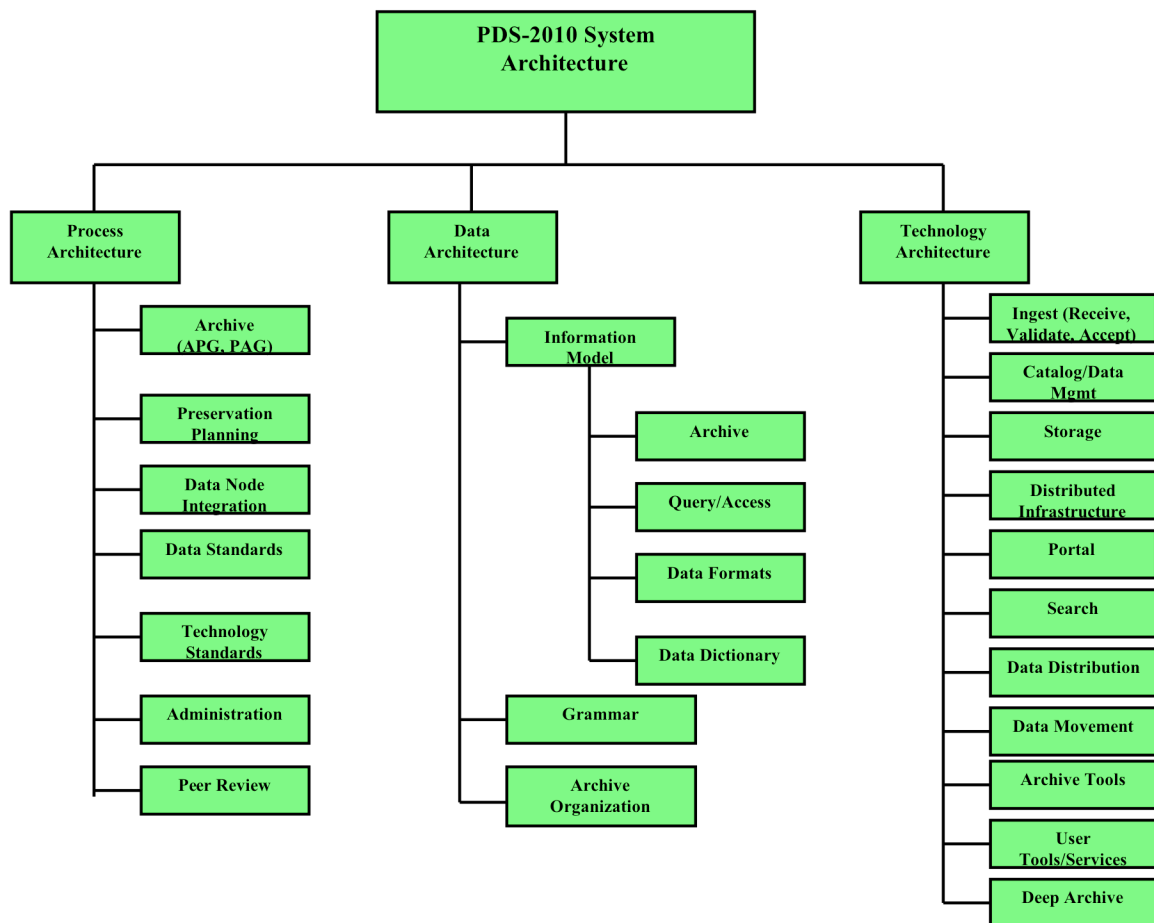 PDS-2010 System
Architecture
Process
Architecture
Archive
(APG, PAG)
Preservation
Planning
Data Node
Integration
Data Standards
Technology
Standards
Administration
Peer Review
Data
Architecture
Information
Model
Archive
Query/Access
Data Formats
Data Dictionary
Grammar
Archive
Organization
Technology
Architecture
Ingest (Receive,
Validate, Accept)
Catalog/Data
Mgmt
Storage
Distributed
Infrastructure
Portal
Search
Data Distribution
Data Movement
Archive Tools
User
Tools/Services
Deep Archive